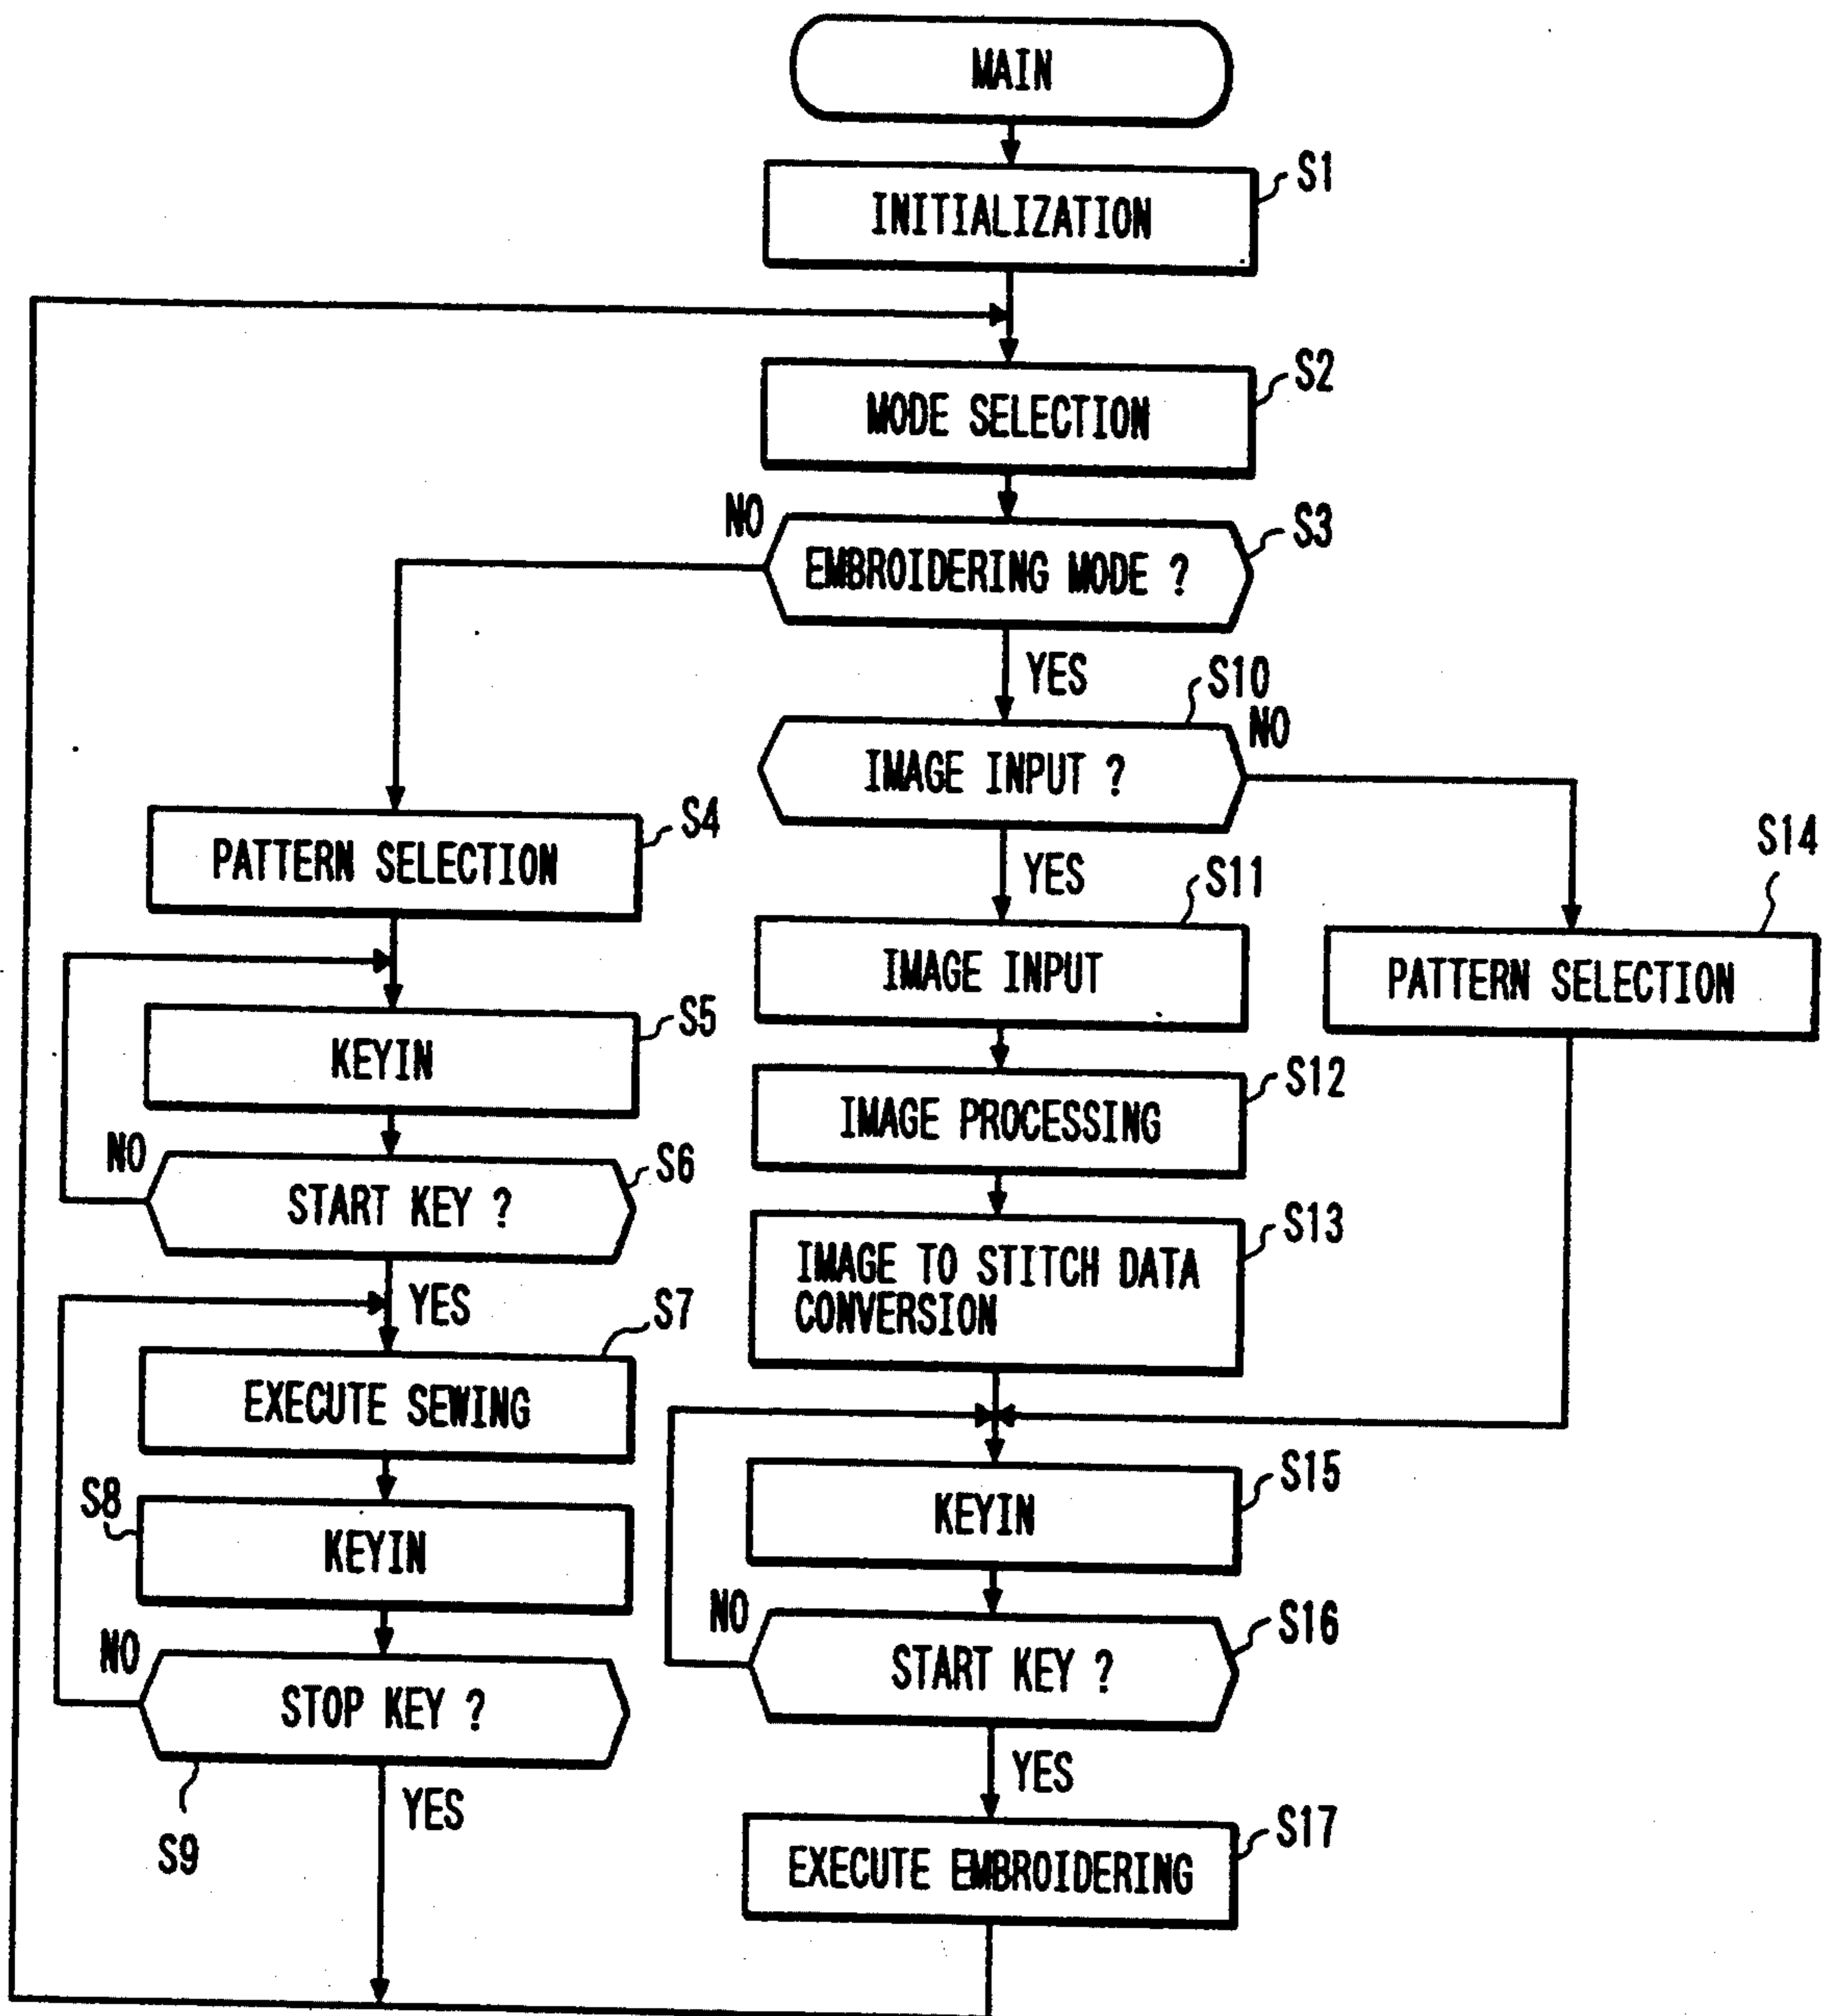 MAIN
INITIALIZATION
S1
MODE SELECTION
S2
EMBROIDERING MODE ?
S3
NO
YES
IMAGE INPUT ?
S10
NO
YES
PATTERN SELECTION
S4
KEYIN
S5
START KEY ?
S6
NO
YES
EXECUTE SEWING
S7
KEYIN
S8
STOP KEY ?
S9
NO
YES
IMAGE INPUT
S11
IMAGE PROCESSING
S12
IMAGE TO STITCH DATA
CONVERSION
S13
PATTERN SELECTION
S14
KEYIN
S15
START KEY ?
S16
NO
YES
EXECUTE EMBROIDERING
S17